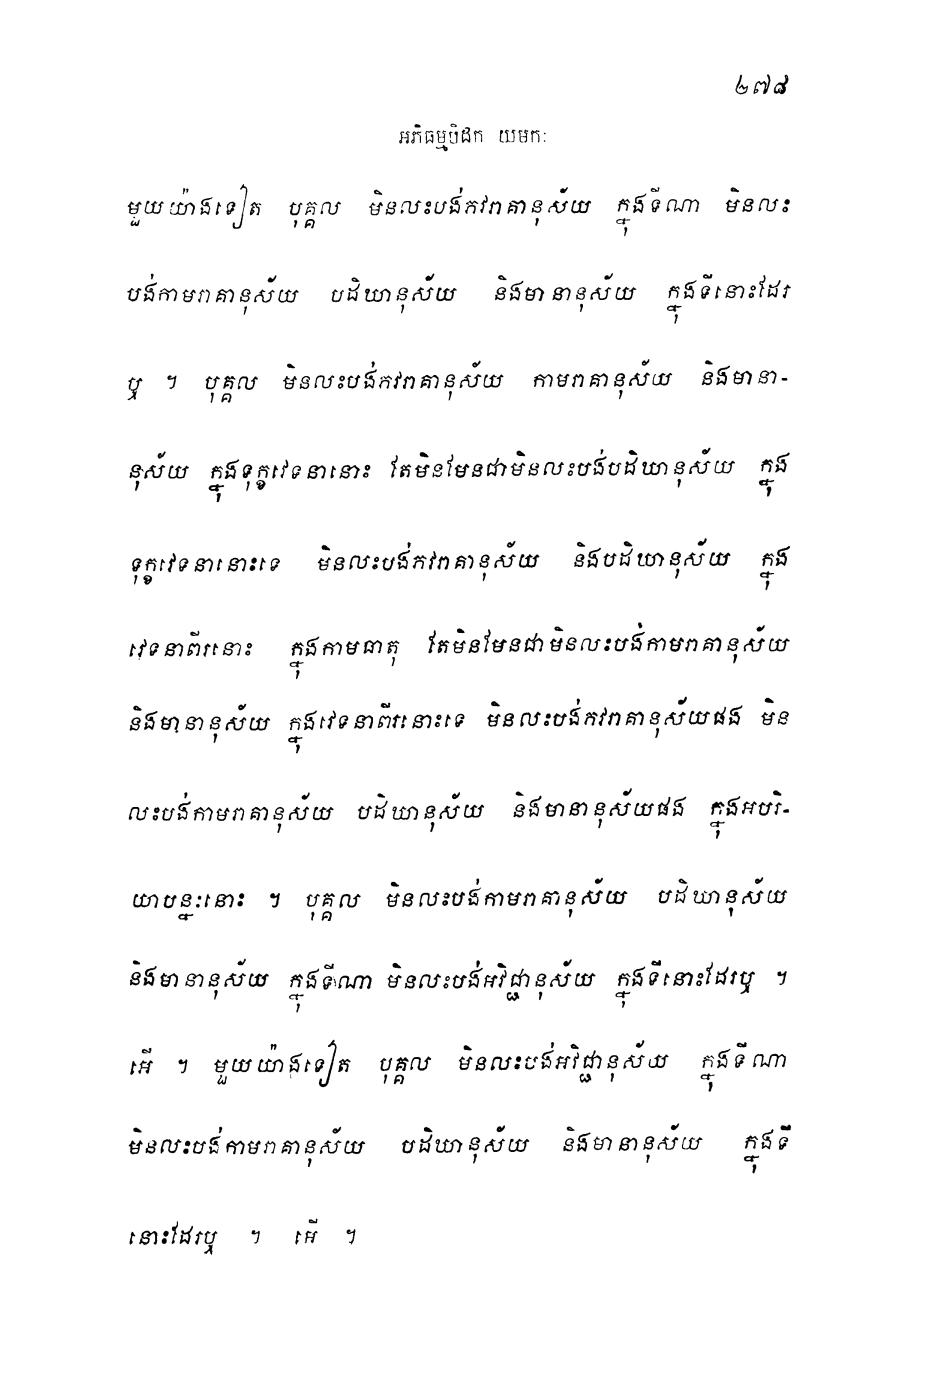 ២៧៨
អភិធម្មបិដក យមកៈ
មួយយ៉ាងទៀត បុគ្គល មិនលះបង់ភវរាគានុស័យ ក្នុងទីណា មិនលះ
បង់កាមរាគានុស័យ បដិឃានុស័យ និងមានានុស័យ ក្នុងទីនោះដែរ
ឬ ។ បុគ្គល មិនលះបង់ភវរាគានុស័យ កាមរាគានុស័យ និងមានា-
នុស័យ ក្នុងទុក្ខវេទនានោះ តែមិនមែនជាមិនលះបង់បដិឃានុស័យ ក្នុង
ទុក្ខវេទនានោះទេ មិនលះបង់ភវរាគានុស័យ និងបដិឃានុស័យ ក្នុង
វេទនាពីរនោះ ក្នុងកាមធាតុ តែមិនមែនជាមិនលះបង់កាមរាគានុស័យ
និងមានានុស័យ ក្នុងវេទនាពីរនោះទេ មិនលះបង់ភវរាគានុស័យផង មិន
លះបង់កាមរាគានុស័យ បដិឃានុស័យ និងមានានុស័យផង ក្នុងអបរិ-
យាបន្នៈនោះ ។ បុគ្គល មិនលះបង់កាមរាគានុស័យ បដិឃានុស័យ
និងមានានុស័យ ក្នុងទីណា មិនលះបង់អវិជ្ជានុស័យ ក្នុងទីនោះដែរឬ ។
អើ ។ មួយយ៉ាងទៀត បុគ្គល មិនលះបង់អវិជ្ជានុស័យ ក្នុងទីណា
មិនលះបង់កាមរាគានុស័យ បដិឃានុស័យ និងមានានុស័យ ក្នុងទី
នោះដែរឬ ។ អើ ។